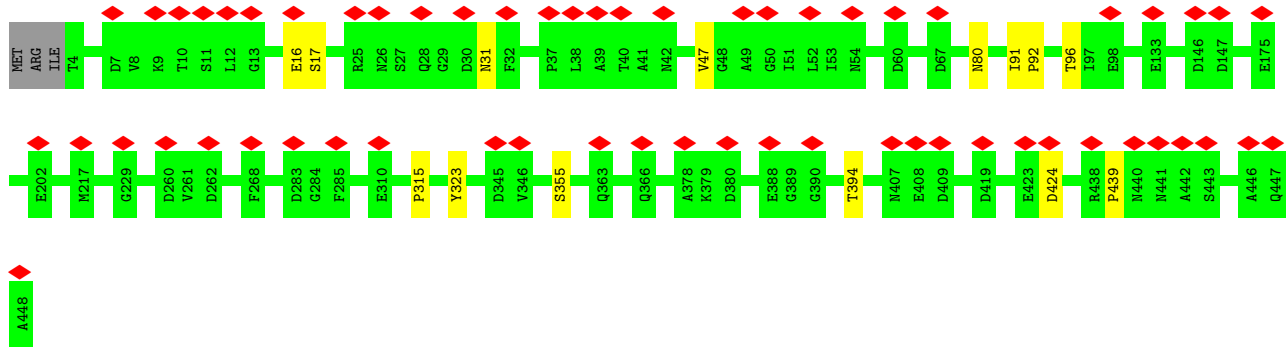 MET ARG ILE T4 D7 V8 K9 T10 S11 L12 G13 E16 S17 R25 N26 S27 Q28 G29 D30 N31 F32 P37 L38 A39 T40 A41 N42 V47 G48 A49 G50 I51 L52 I53 N54 D60 D67 N80 I91 P92 T96 I97 E98 E133 D146 D147 E175
E202 M217 G229 D260 V261 D262 F268 D283 G284 F285 E310 P315 Y323 D345 V346 S355 Q363 Q366 A378 K379 D380 E388 G389 G390 T394 N407 E408 D409 D419 E423 D424 R438 P439 N440 N441 A442 S443 A446 Q447
A448